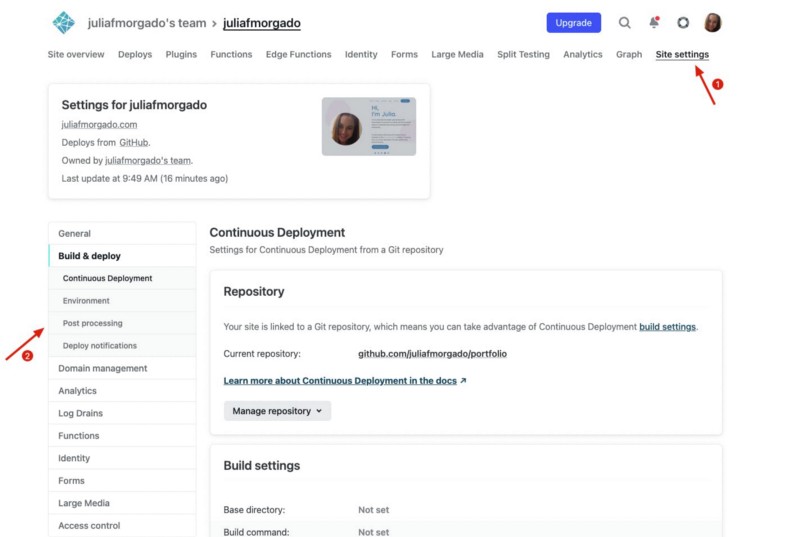 juliafmorgado's team > juliafmorgado
Upgrade
Site overview Deploys Plugins Functions Edge Functions Identity Forms Large Media Split Testing Analytics Graph Site settings
1
Settings for juliafmorgado
juliafmorgado.com
Deploys from GitHub.
Owned by juliafmorgado's team.
Last update at 9:49 AM (16 minutes ago)
Hi,
I'm Julia
General
Build & deploy
Continuous Deployment
Environment
Post processing
Deploy notifications
2
Domain management
Analytics
Log Drains
Functions
Identity
Forms
Large Media
Access control
Continuous Deployment
Settings for Continuous Deployment from a Git repository
Repository
Your site is linked to a Git repository, which means you can take advantage of Continuous Deployment build settings.
Current repository: github.com/juliafmorgado/portfolio
Learn more about Continuous Deployment in the docs ↗
Manage repository
Build settings
Base directory: Not set
Build command: Not set